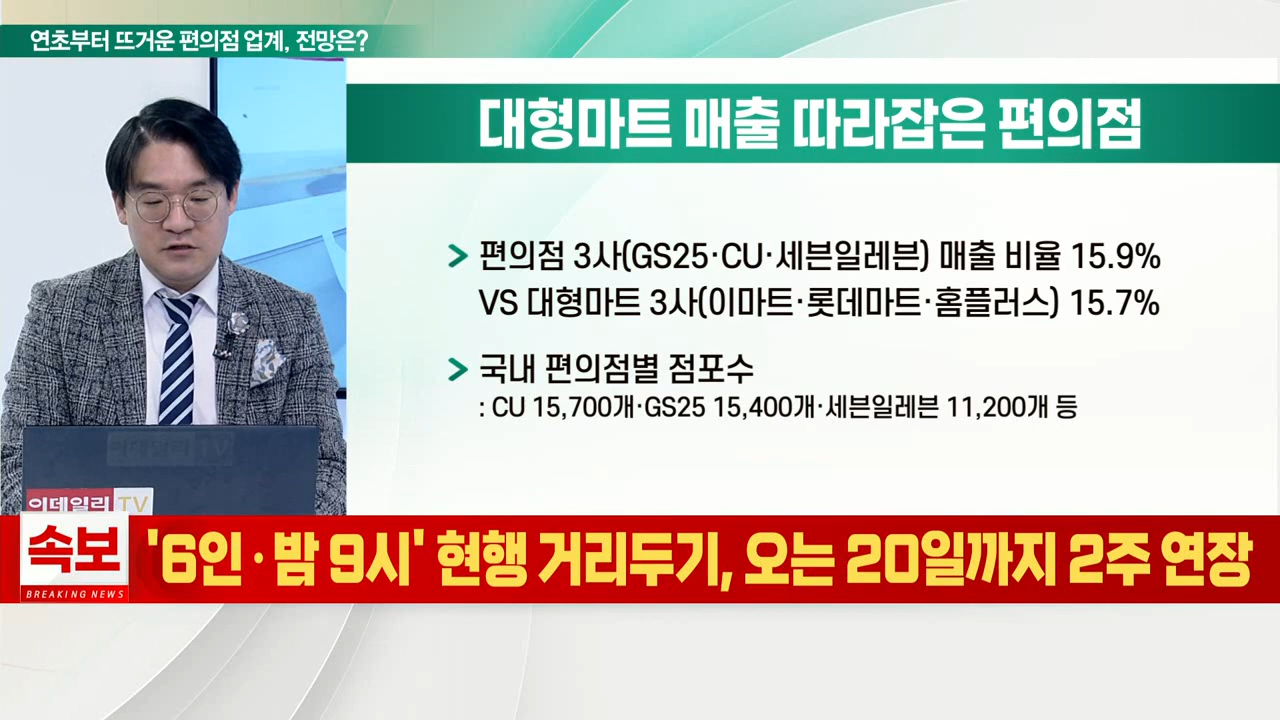 연초부터 뜨거운 편의점 업계, 전망은?
대형마트 매출 따라잡은 편의점
> 편의점 3사(GS25·CU·세븐일레븐) 매출 비율 15.9%
VS 대형마트 3사(이마트·롯데마트·홈플러스) 15.7%
> 국내 편의점별 점포수
: CU 15,700개·GS25 15,400개·세븐일레븐 11,200개 등
이데일리 TV
이데일리 TV
속보
BREAKING NEWS
'6인·밤 9시' 현행 거리두기, 오는 20일까지 2주 연장